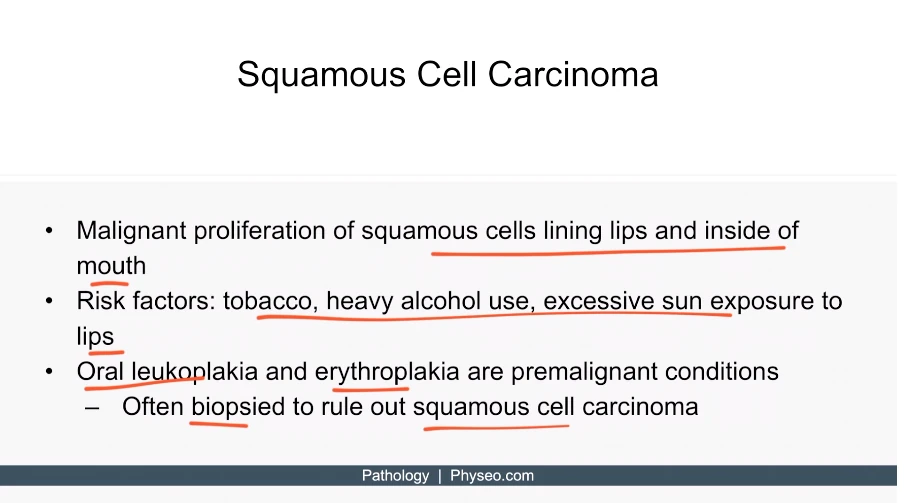 Squamous Cell Carcinoma
• Malignant proliferation of squamous cells lining lips and inside of
mouth
• Risk factors: tobacco, heavy alcohol use, excessive sun exposure to
lips
• Oral leukoplakia and erythroplakia are premalignant conditions
– Often biopsied to rule out squamous cell carcinoma
Pathology | Physeo.com